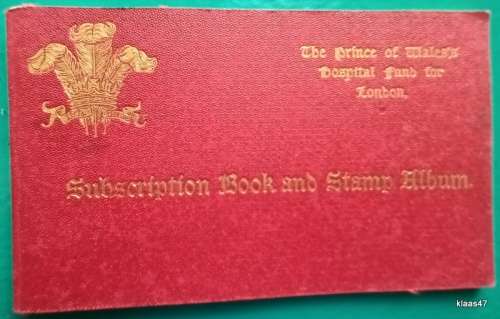 The Prince of Wales's
Hospital Fund for
London.
Subscription Book and Stamp Album.
klaas47